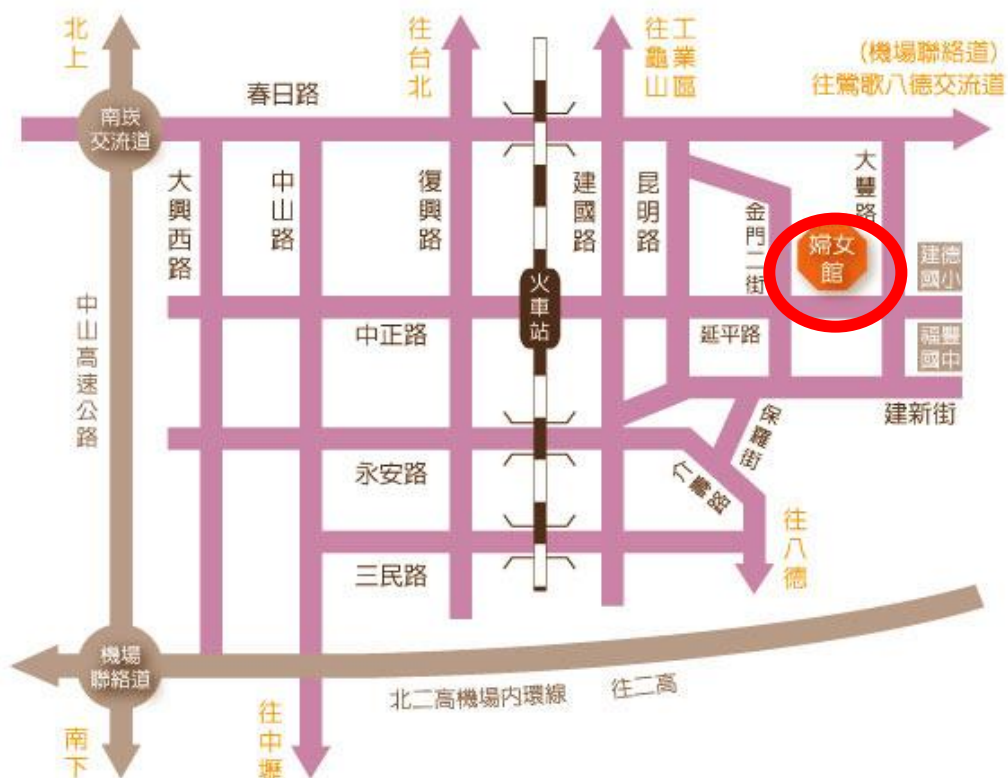 北上
往台北
往龜山
工業區
(機場聯絡道)
往鶯歌八德交流道
春日路
南崁
交流道
大興西路
中山路
復興路
建國路
昆明路
金門二街
大豐路
婦女
館
建德
國小
火車站
中山高速公路
中正路
延平路
福豐
國中
建新街
保羅街
永安路
介壽路
往八德
三民路
機場
聯絡道
北二高機場內環線
往二高
南下
往中壢